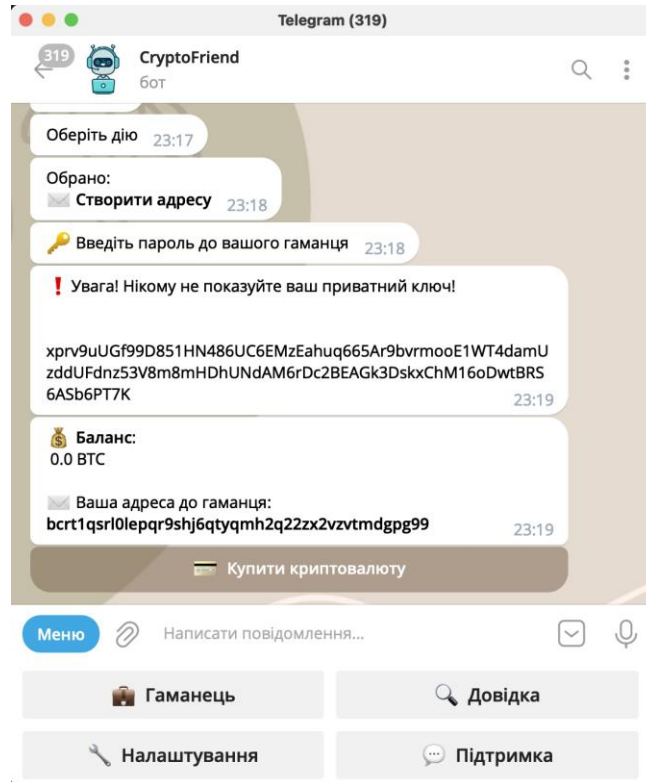 Telegram (319)
319
CryptoFriend
бот
Оберіть дію 23:17
Обрано:
✉️ Створити адресу 23:18
🔑 Введіть пароль до вашого гаманця 23:18
❗ Увага! Нікому не показуйте ваш приватний ключ!
xprv9uUGf99D851HN486UC6EMzEahuq665Ar9bvrmooE1WT4damU
zddUFdnz53V8m8mHDhUNdAM6rDc2BEAGk3DskxChM16oDwtBRS
6ASb6PT7K 23:19
💰 Баланс:
0.0 BTC
✉️ Ваша адреса до гаманця:
bcrt1qsrl0lepqr9shj6qtyqmh2q22zx2vzvtmdgpg99 23:19
💳 Купити криптовалюту
Меню
Написати повідомлення...
💼 Гаманець
🔍 Довідка
🔧 Налаштування
💬 Підтримка